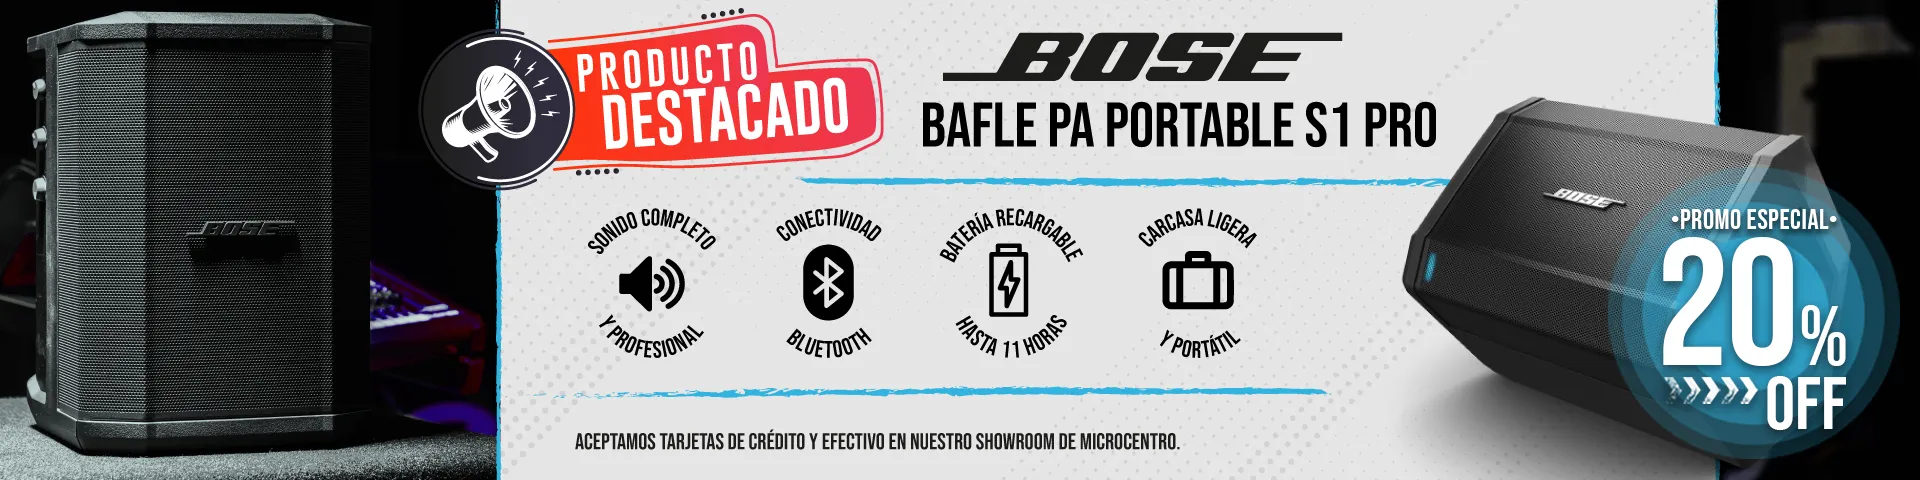 BOSE
PRODUCTO
DESTACADO
BOSE
BAFLE PA PORTABLE S1 PRO
SONIDO COMPLETO
Y PROFESIONAL
CONECTIVIDAD
BLUETOOTH
BATERÍA RECARGABLE
HASTA 11 HORAS
CARCASA LIGERA
Y PORTÁTIL
BOSE
•PROMO ESPECIAL•
20%
OFF
ACEPTAMOS TARJETAS DE CRÉDITO Y EFECTIVO EN NUESTRO SHOWROOM DE MICROCENTRO.